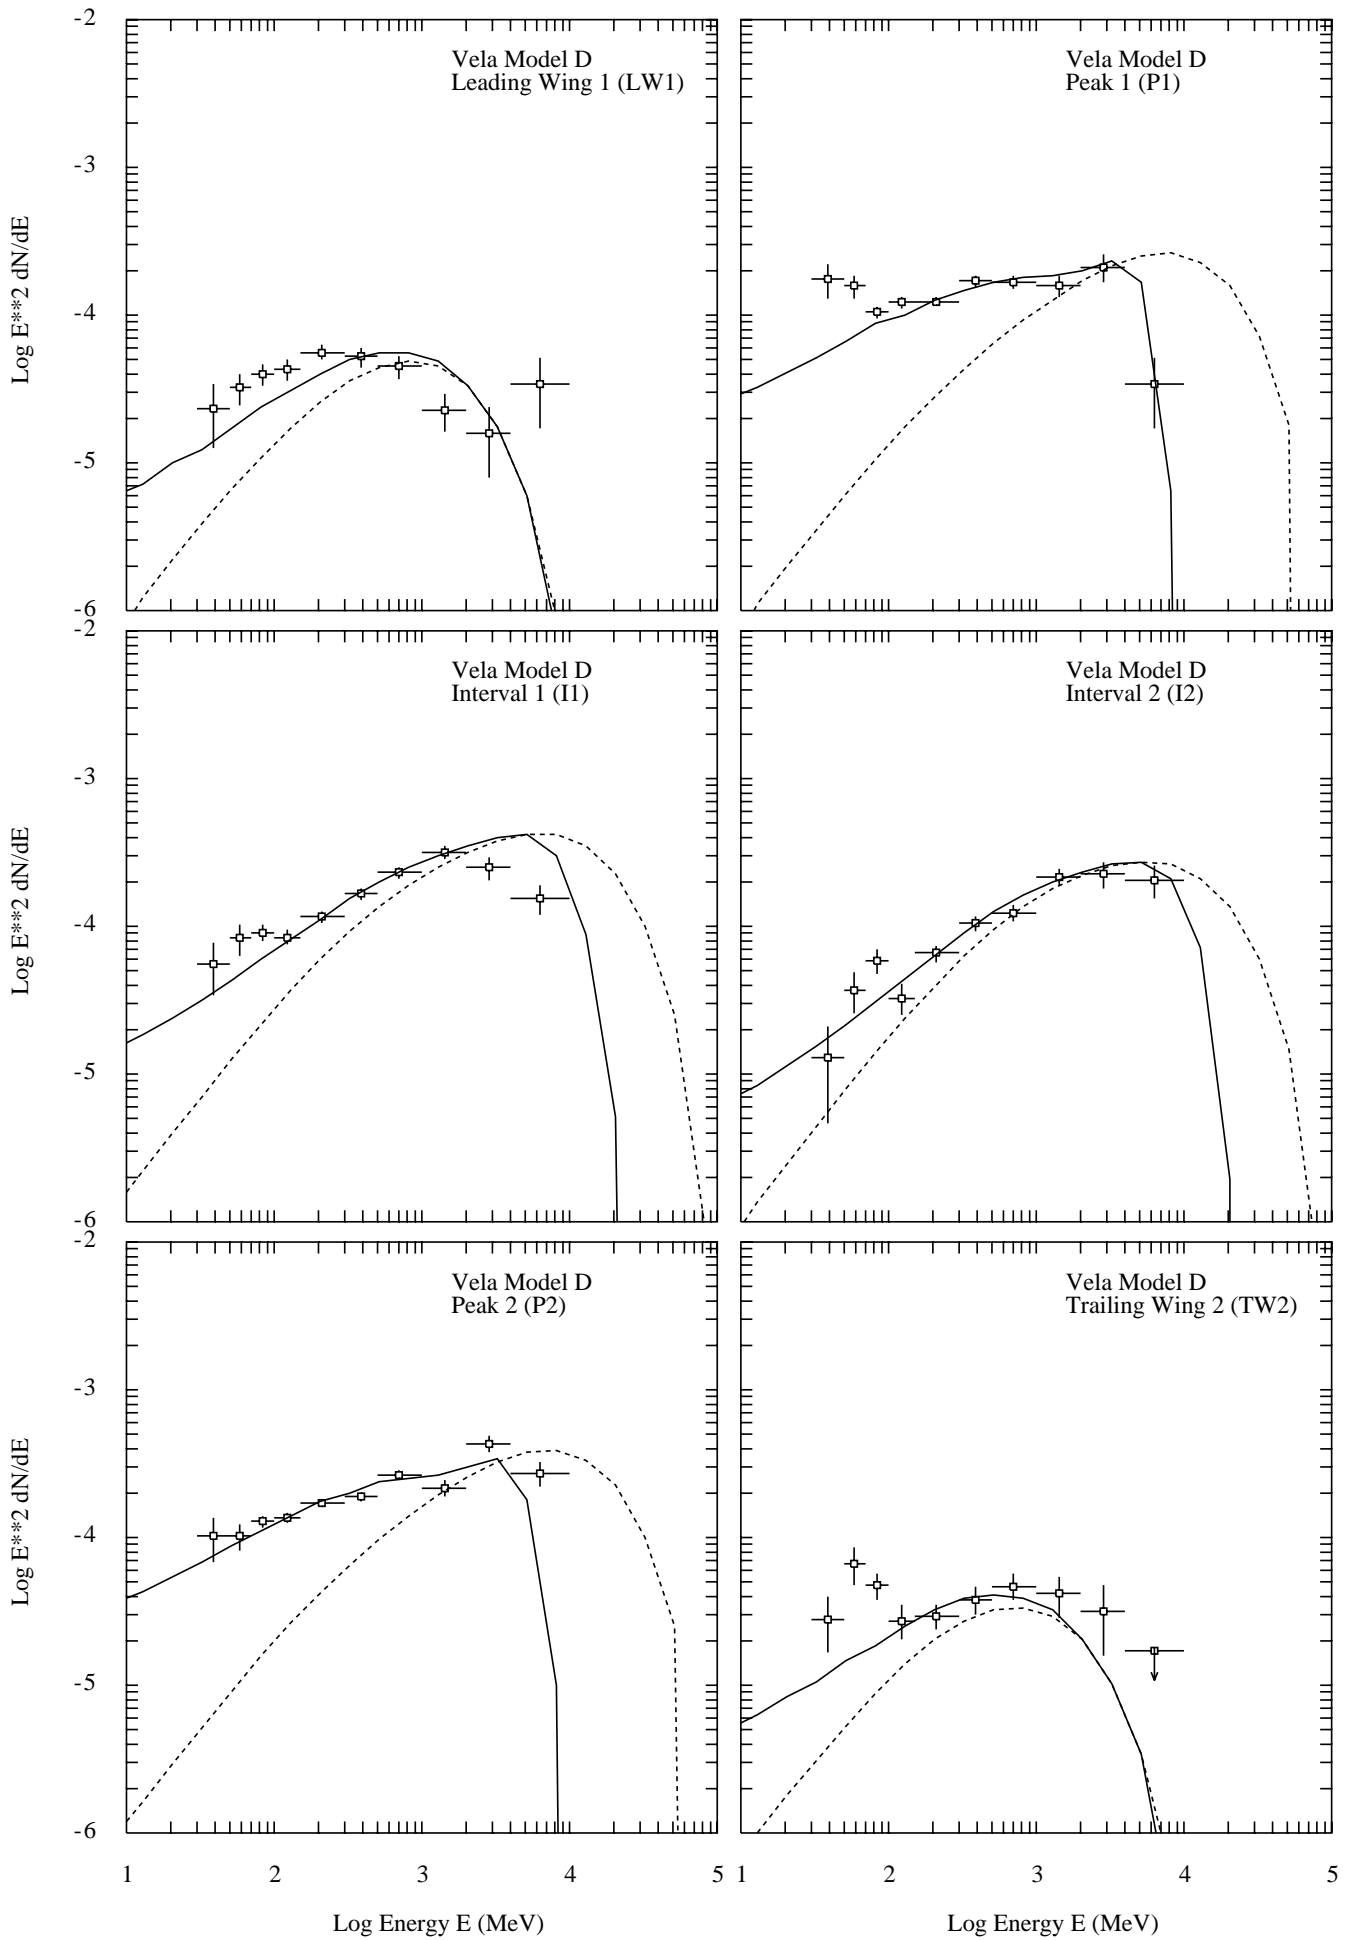 -2
Vela Model D
Leading Wing 1 (LW1)
Vela Model D
Peak 1 (P1)
-3
Log E**2 dN/dE
-4
-5
-6
-2
Vela Model D
Interval 1 (I1)
Vela Model D
Interval 2 (I2)
-3
Log E**2 dN/dE
-4
-5
-6
-2
Vela Model D
Peak 2 (P2)
Vela Model D
Trailing Wing 2 (TW2)
-3
Log E**2 dN/dE
-4
-5
-6
1 2 3 4 5 1 2 3 4 5
Log Energy E (MeV) Log Energy E (MeV)